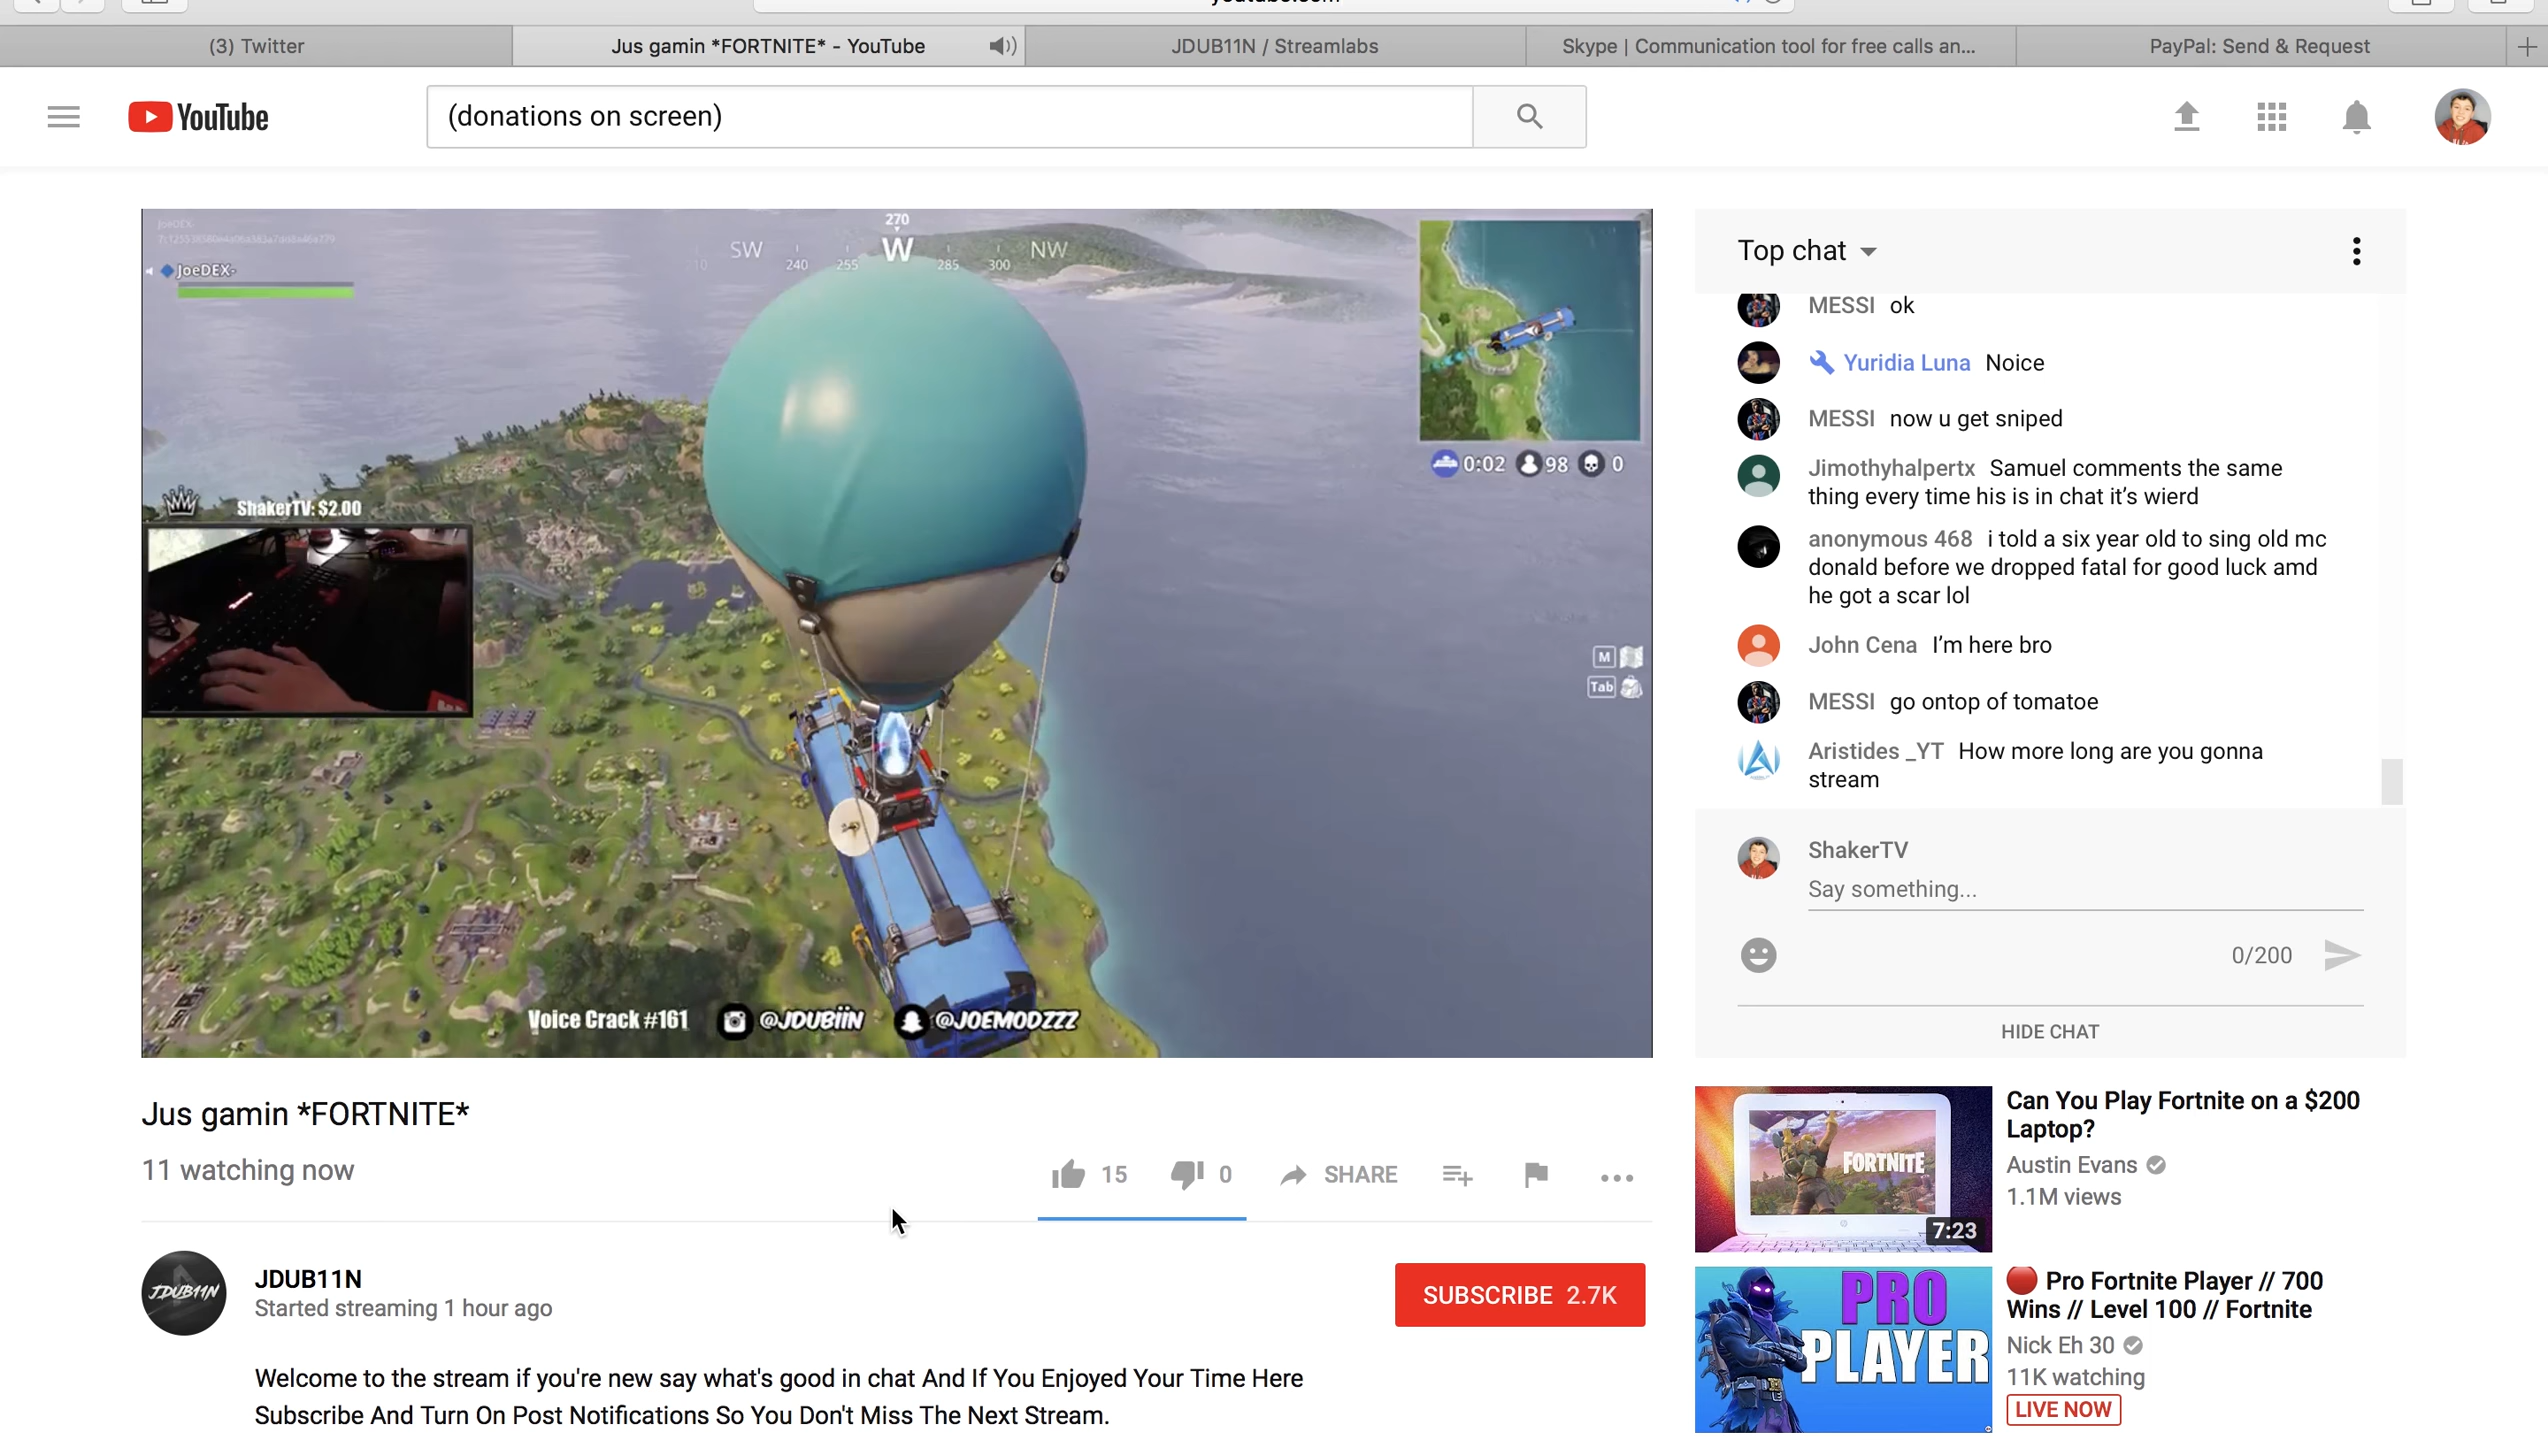 youtube.com
(3) Twitter
Jus gamin *FORTNITE* - YouTube
JDUB11N / Streamlabs
Skype | Communication tool for free calls an...
PayPal: Send & Request
YouTube
(donations on screen)
JoeDEX-
270
SW
W
NW
240
255
285
300
JoeDEX-
0:02
98
0
ShakerTV: $2.00
M
Tab
Voice Crack #161
@JDUBiiN
@JOEMODZZZ
Top chat
MESSI ok
Yuridia Luna Noice
MESSI now u get sniped
Jimothyhalpertx Samuel comments the same
thing every time his is in chat it's wierd
anonymous 468 i told a six year old to sing old mc
donald before we dropped fatal for good luck amd
he got a scar lol
John Cena I'm here bro
MESSI go ontop of tomatoe
Aristides _YT How more long are you gonna
stream
ShakerTV
Say something...
0/200
HIDE CHAT
Jus gamin *FORTNITE*
11 watching now
15
0
SHARE
JDUB11N
JDUB11N
Started streaming 1 hour ago
SUBSCRIBE 2.7K
Welcome to the stream if you're new say what's good in chat And If You Enjoyed Your Time Here
Subscribe And Turn On Post Notifications So You Don't Miss The Next Stream.
FORTNITE
7:23
Can You Play Fortnite on a $200
Laptop?
Austin Evans
1.1M views
PRO
PLAYER
Pro Fortnite Player // 700
Wins // Level 100 // Fortnite
Nick Eh 30
11K watching
LIVE NOW